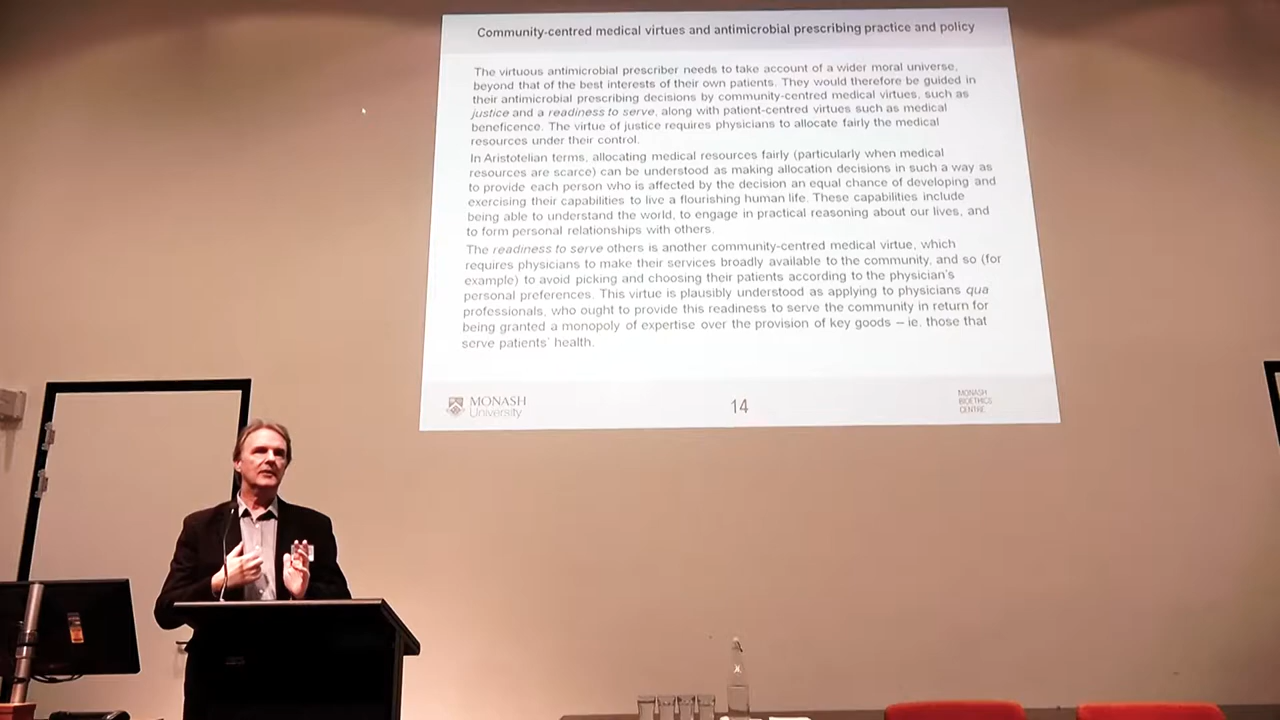 Community-centred medical virtues and antimicrobial prescribing practice and policy
The virtuous antimicrobial prescriber needs to take account of a wider moral universe,
beyond that of the best interests of their own patients. They would therefore be guided in
their antimicrobial prescribing decisions by community-centred medical virtues, such as
justice and a readiness to serve, along with patient-centred virtues such as medical
beneficence. The virtue of justice requires physicians to allocate fairly the medical
resources under their control.
In Aristotelian terms, allocating medical resources fairly (particularly when medical
resources are scarce) can be understood as making allocation decisions in such a way as
to provide each person who is affected by the decision an equal chance of developing and
exercising their capabilities to live a flourishing human life. These capabilities include
being able to understand the world, to engage in practical reasoning about our lives, and
to form personal relationships with others.
The readiness to serve others is another community-centred medical virtue, which
requires physicians to make their services broadly available to the community, and so (for
example) to avoid picking and choosing their patients according to the physician's
personal preferences. This virtue is plausibly understood as applying to physicians qua
professionals, who ought to provide this readiness to serve the community in return for
being granted a monopoly of expertise over the provision of key goods – ie. those that
serve patients' health.
MONASH
University
14
MONASH
BIOETHICS
CENTRE